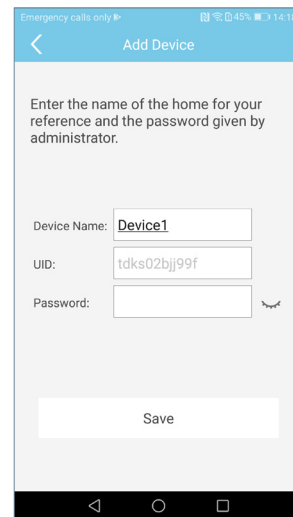 Emergency calls only 45% 14:18
Add Device
Enter the name of the home for your
reference and the password given by
administrator.
Device Name: Device1
UID: tdks02bjj99f
Password:
Save